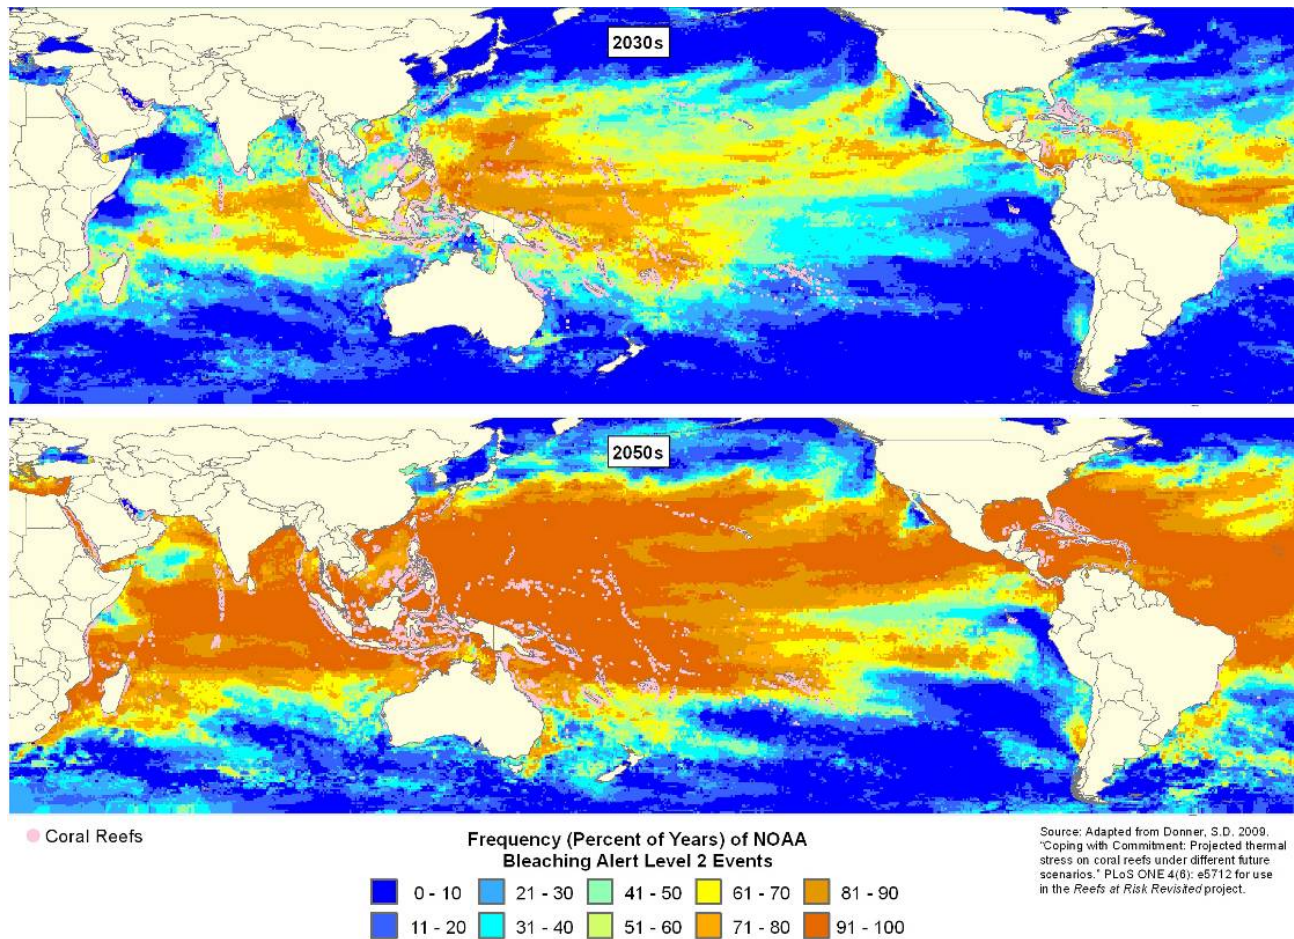 2030s
2050s
Coral Reefs
Frequency (Percent of Years) of NOAA
Bleaching Alert Level 2 Events
0 - 10
21 - 30
41 - 50
61 - 70
81 - 90
11 - 20
31 - 40
51 - 60
71 - 80
91 - 100
Source: Adapted from Donner, S.D. 2009.
"Coping with Commitment: Projected thermal
stress on coral reefs under different future
scenarios." PLoS ONE 4(6): e5712 for use
in the Reefs at Risk Revisited project.